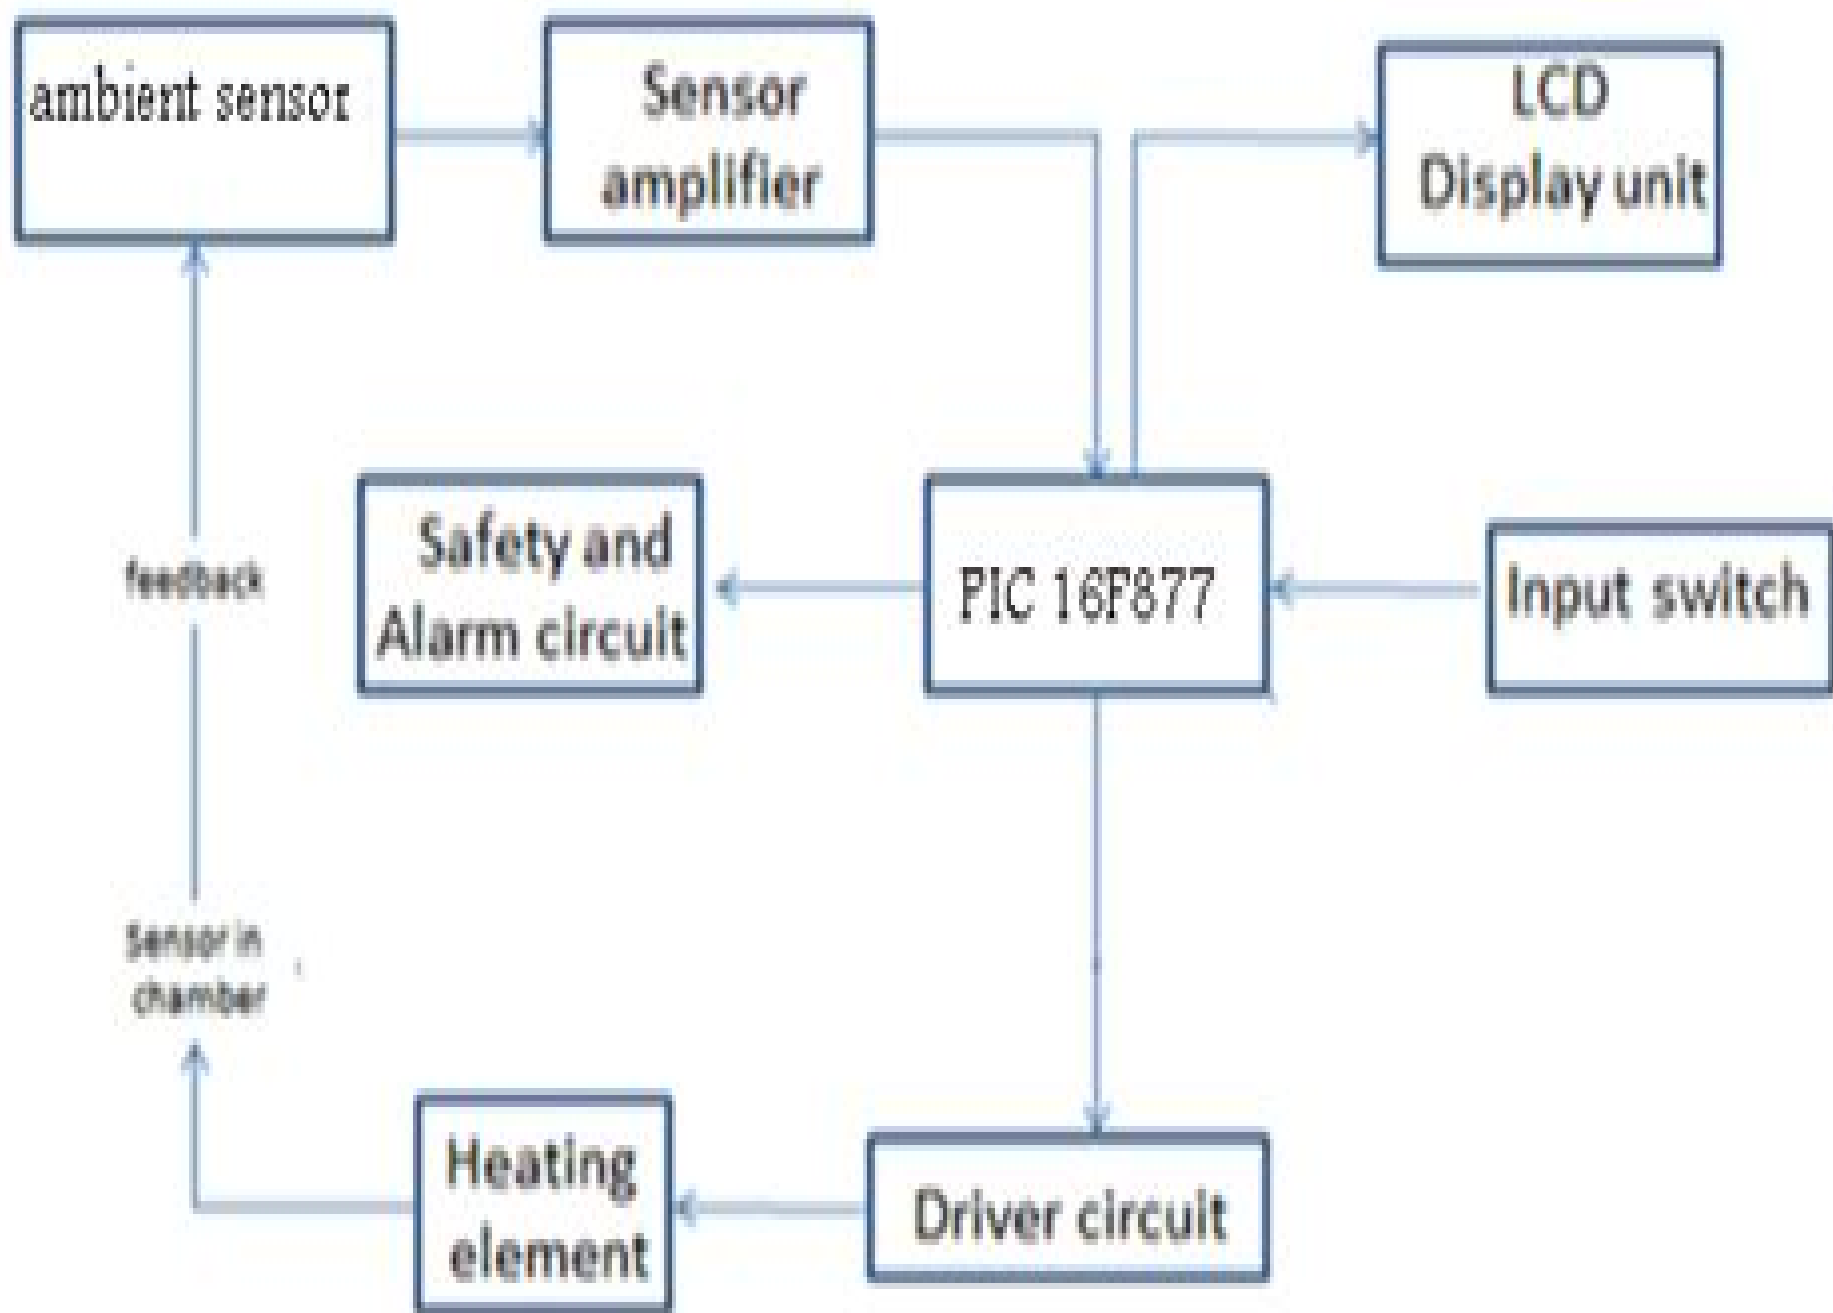 ambient sensor
Sensor
amplifier
LCD
Display unit
Safety and
Alarm circuit
PIC 16F877
Input switch
feedback
Sensor in
chamber
Heating
element
Driver circuit